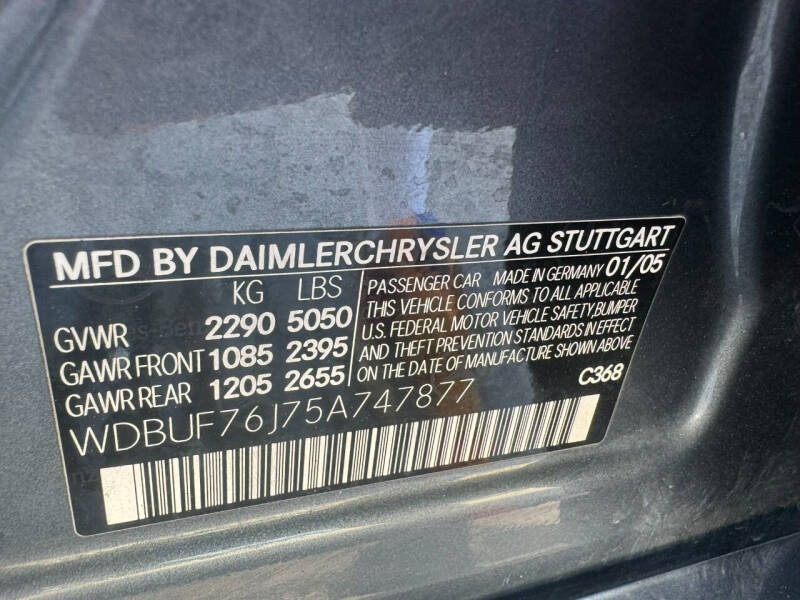 MFD BY DAIMLERCHRYSLER AG STUTTGART
KG LBS
GVWR 2290 5050
GAWR FRONT 1085 2395
GAWR REAR 1205 2655
PASSENGER CAR MADE IN GERMANY 01/05
THIS VEHICLE CONFORMS TO ALL APPLICABLE
U.S. FEDERAL MOTOR VEHICLE SAFETY,BUMPER
AND THEFT PREVENTION STANDARDS IN EFFECT
ON THE DATE OF MANUFACTURE SHOWN ABOVE
C368
WDBUF76J75A747877